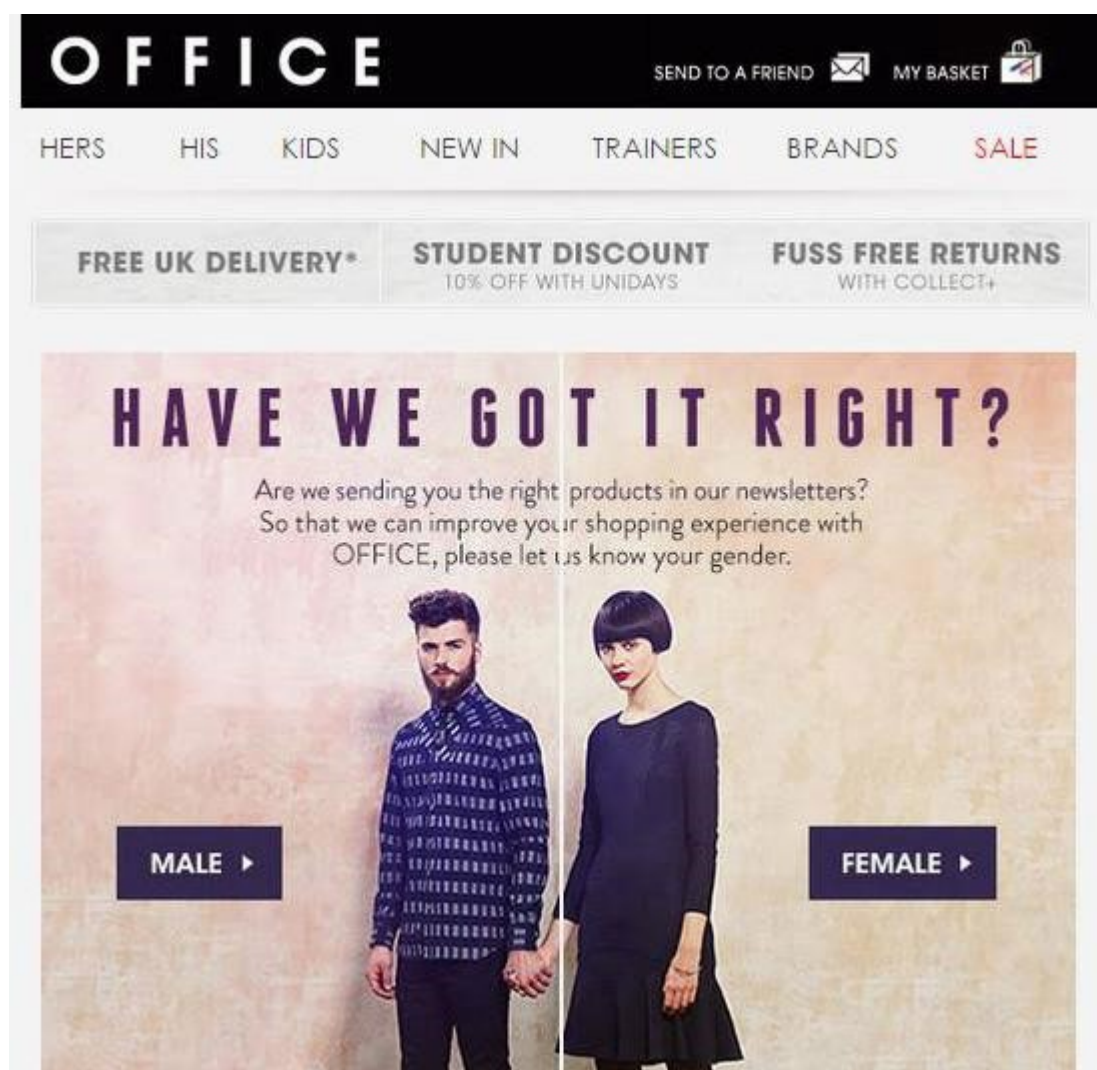 OFFICE
SEND TO A FRIEND MY BASKET
HERS HIS KIDS NEW IN TRAINERS BRANDS SALE
FREE UK DELIVERY*
STUDENT DISCOUNT
10% OFF WITH UNIDAYS
FUSS FREE RETURNS
WITH COLLECT+
HAVE WE GOT IT RIGHT?
Are we sending you the right products in our newsletters?
So that we can improve your shopping experience with
OFFICE, please let us know your gender.
MALE
FEMALE